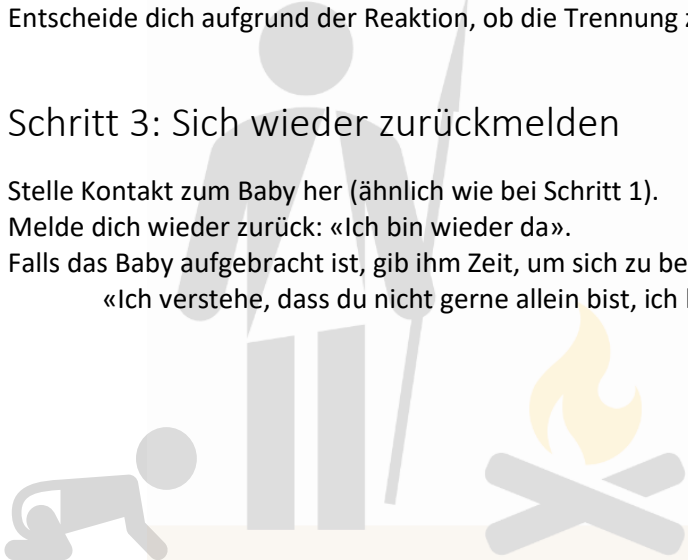 Entscheide dich aufgrund der Reaktion, ob die Trennung
Schritt 3: Sich wieder zurückmelden
Stelle Kontakt zum Baby her (ähnlich wie bei Schritt 1).
Melde dich wieder zurück: «Ich bin wieder da».
Falls das Baby aufgebracht ist, gib ihm Zeit, um sich zu
«Ich verstehe, dass du nicht gerne allein bist, ich